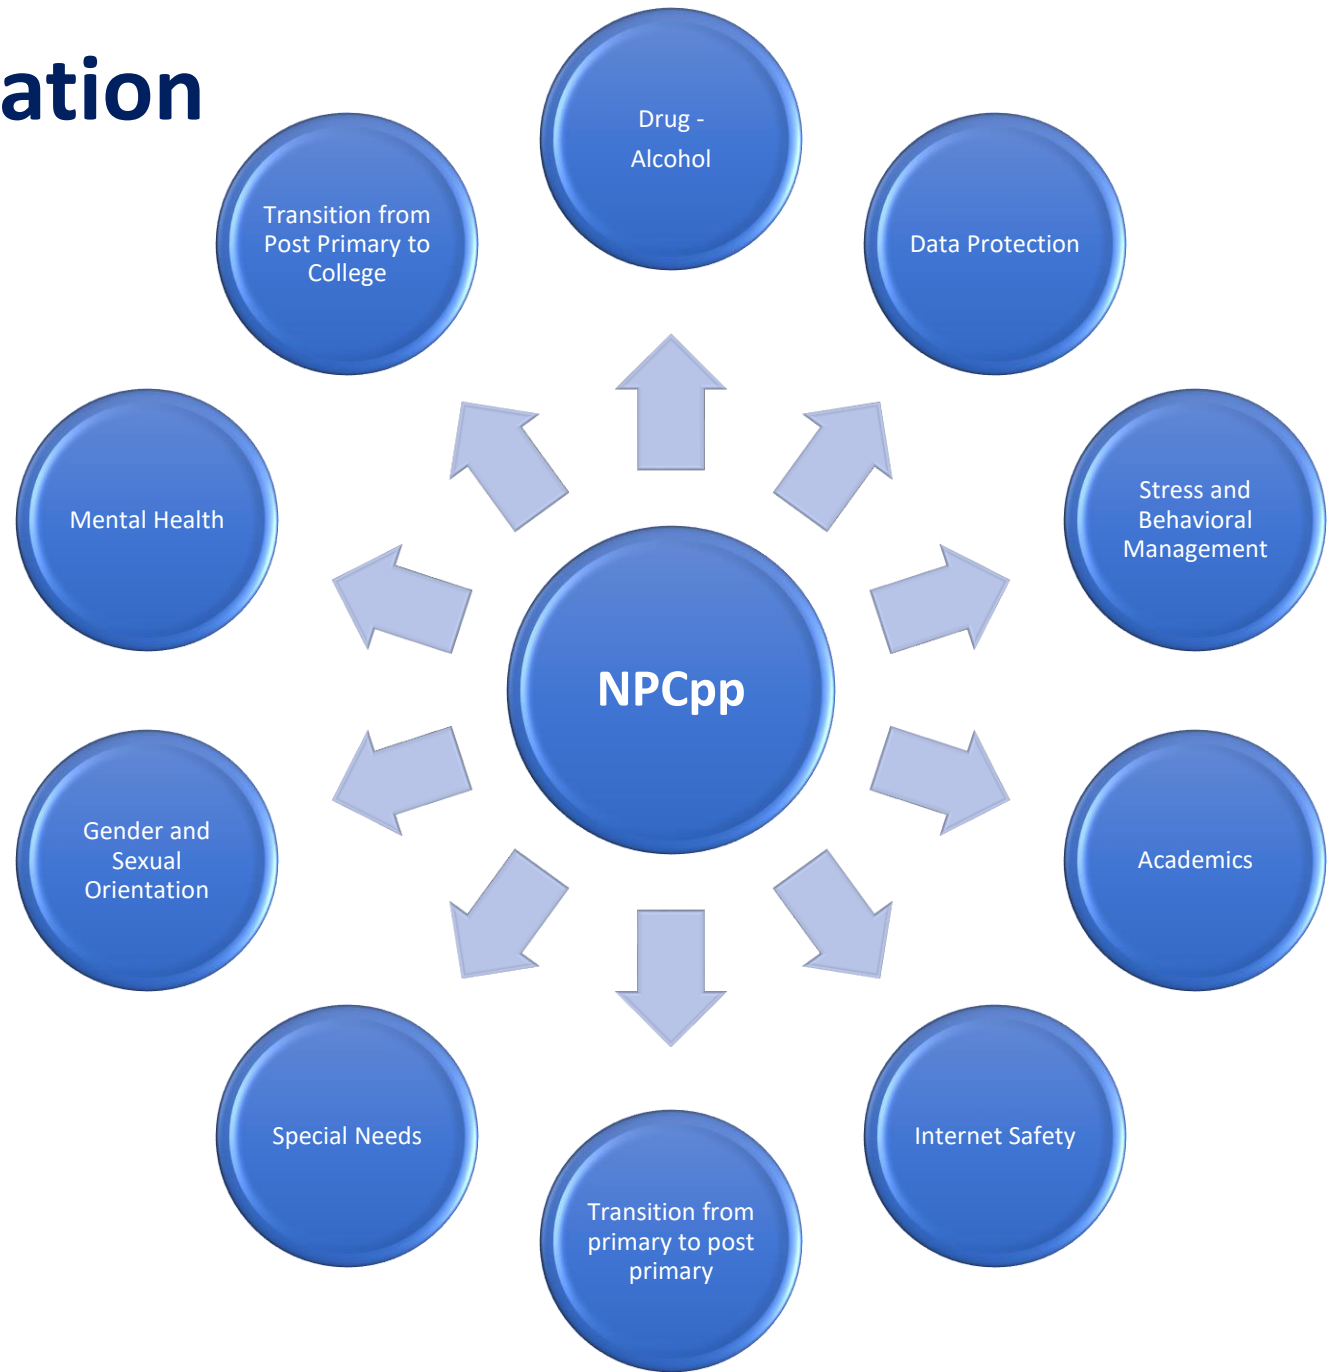 ation
Drug -
Alcohol
Data Protection
Stress and
Behavioral
Management
Academics
Internet Safety
Transition from
primary to post
primary
Special Needs
Gender and
Sexual
Orientation
Mental Health
Transition from
Post Primary to
College
NPCpp